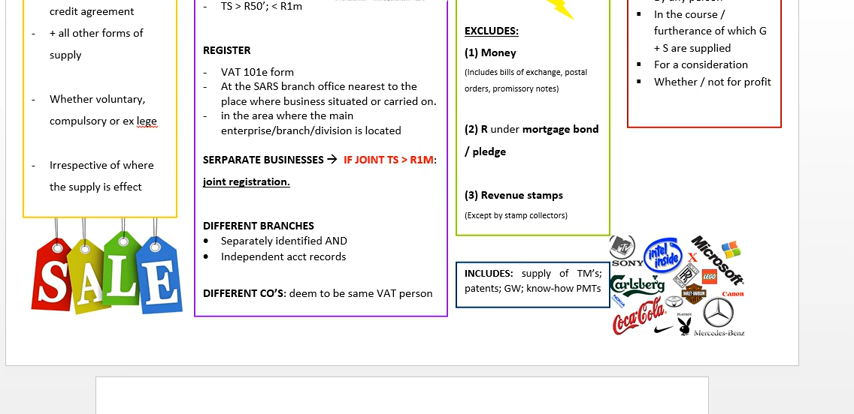 credit agreement
- + all other forms of
supply
- Whether voluntary,
compulsory or ex lege
- Irrespective of where
the supply is effect
SALE
- TS > R50'; < R1m
REGISTER
- VAT 101e form
- At the SARS branch office nearest to the
place where business situated or carried on.
- in the area where the main
enterprise/branch/division is located
SERPARATE BUSINESSES → IF JOINT TS > R1M:
joint registration.
DIFFERENT BRANCHES
• Separately identified AND
• Independent acct records
DIFFERENT CO'S: deem to be same VAT person
EXCLUDES:
(1) Money
(Includes bills of exchange, postal
orders, promissory notes)
(2) R under mortgage bond
/ pledge
(3) Revenue stamps
(Except by stamp collectors)
INCLUDES: supply of TM's;
patents; GW; know-how PMTs
▪ In the course /
furtherance of which G
+ S are supplied
▪ For a consideration
▪ Whether / not for profit
SONY
intel
inside
X
Microsoft
LEGO
Carlsberg
Canon
Coca-Cola
Mercedes-Benz